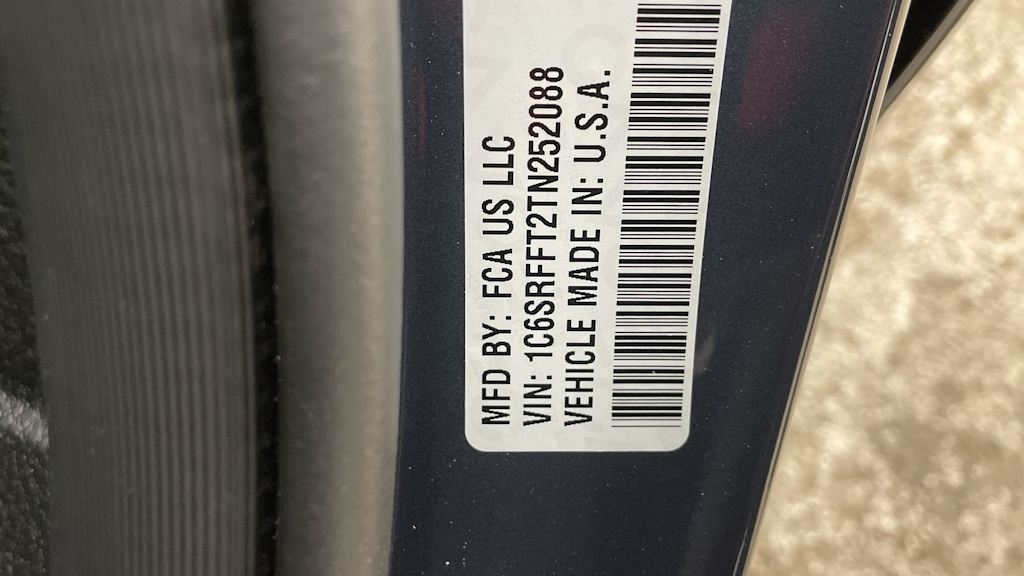 MFD BY: FCA US LLC
VIN: 1C6SRFFT2TN252088
VEHICLE MADE IN: U.S.A.